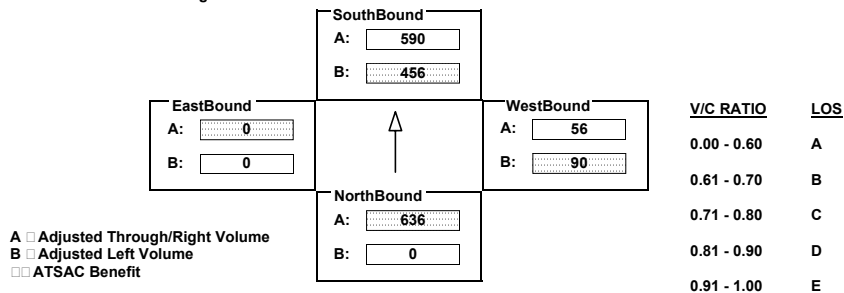 SouthBound
A: 590
B: 456
EastBound
A: 0
B: 0
WestBound
A: 56
B: 90
NorthBound
A: 636
B: 0
A □ Adjusted Through/Right Volume
B □ Adjusted Left Volume
□□ ATSAC Benefit
V/C RATIO LOS
0.00 - 0.60 A
0.61 - 0.70 B
0.71 - 0.80 C
0.81 - 0.90 D
0.91 - 1.00 E